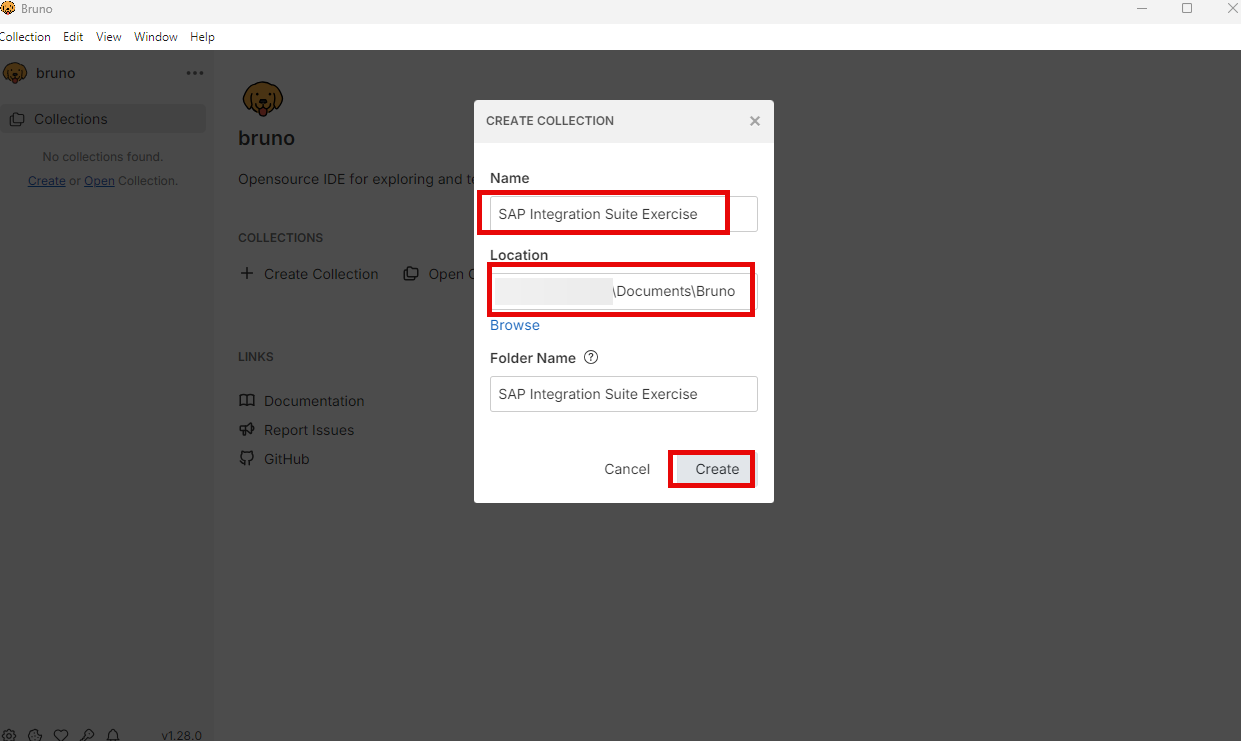 Bruno
Collection Edit View Window Help
bruno
Collections
No collections found.
Create or Open Collection.
bruno
Opensource IDE for exploring and te
COLLECTIONS
Create Collection
Open C
LINKS
Documentation
Report Issues
GitHub
v1.28.0
CREATE COLLECTION
Name
SAP Integration Suite Exercise
Location
\Documents\Bruno
Browse
Folder Name
SAP Integration Suite Exercise
Cancel Create